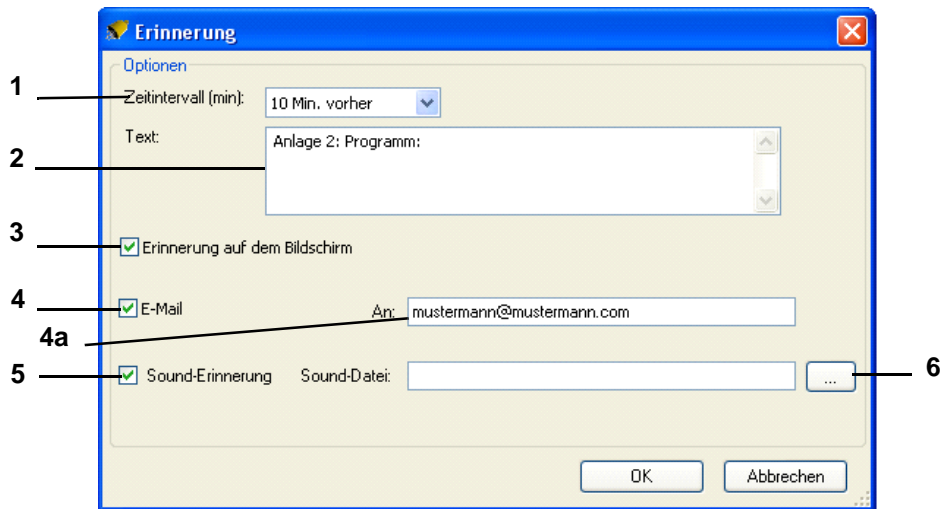 Erinnerung
Optionen
1 Zeitintervall (min): 10 Min. vorher
Text: Anlage 2: Programm:
2
3 Erinnerung auf dem Bildschirm
4 E-Mail An: mustermann@mustermann.com
4a
5 Sound-Erinnerung Sound-Datei: ... 6
OK Abbrechen